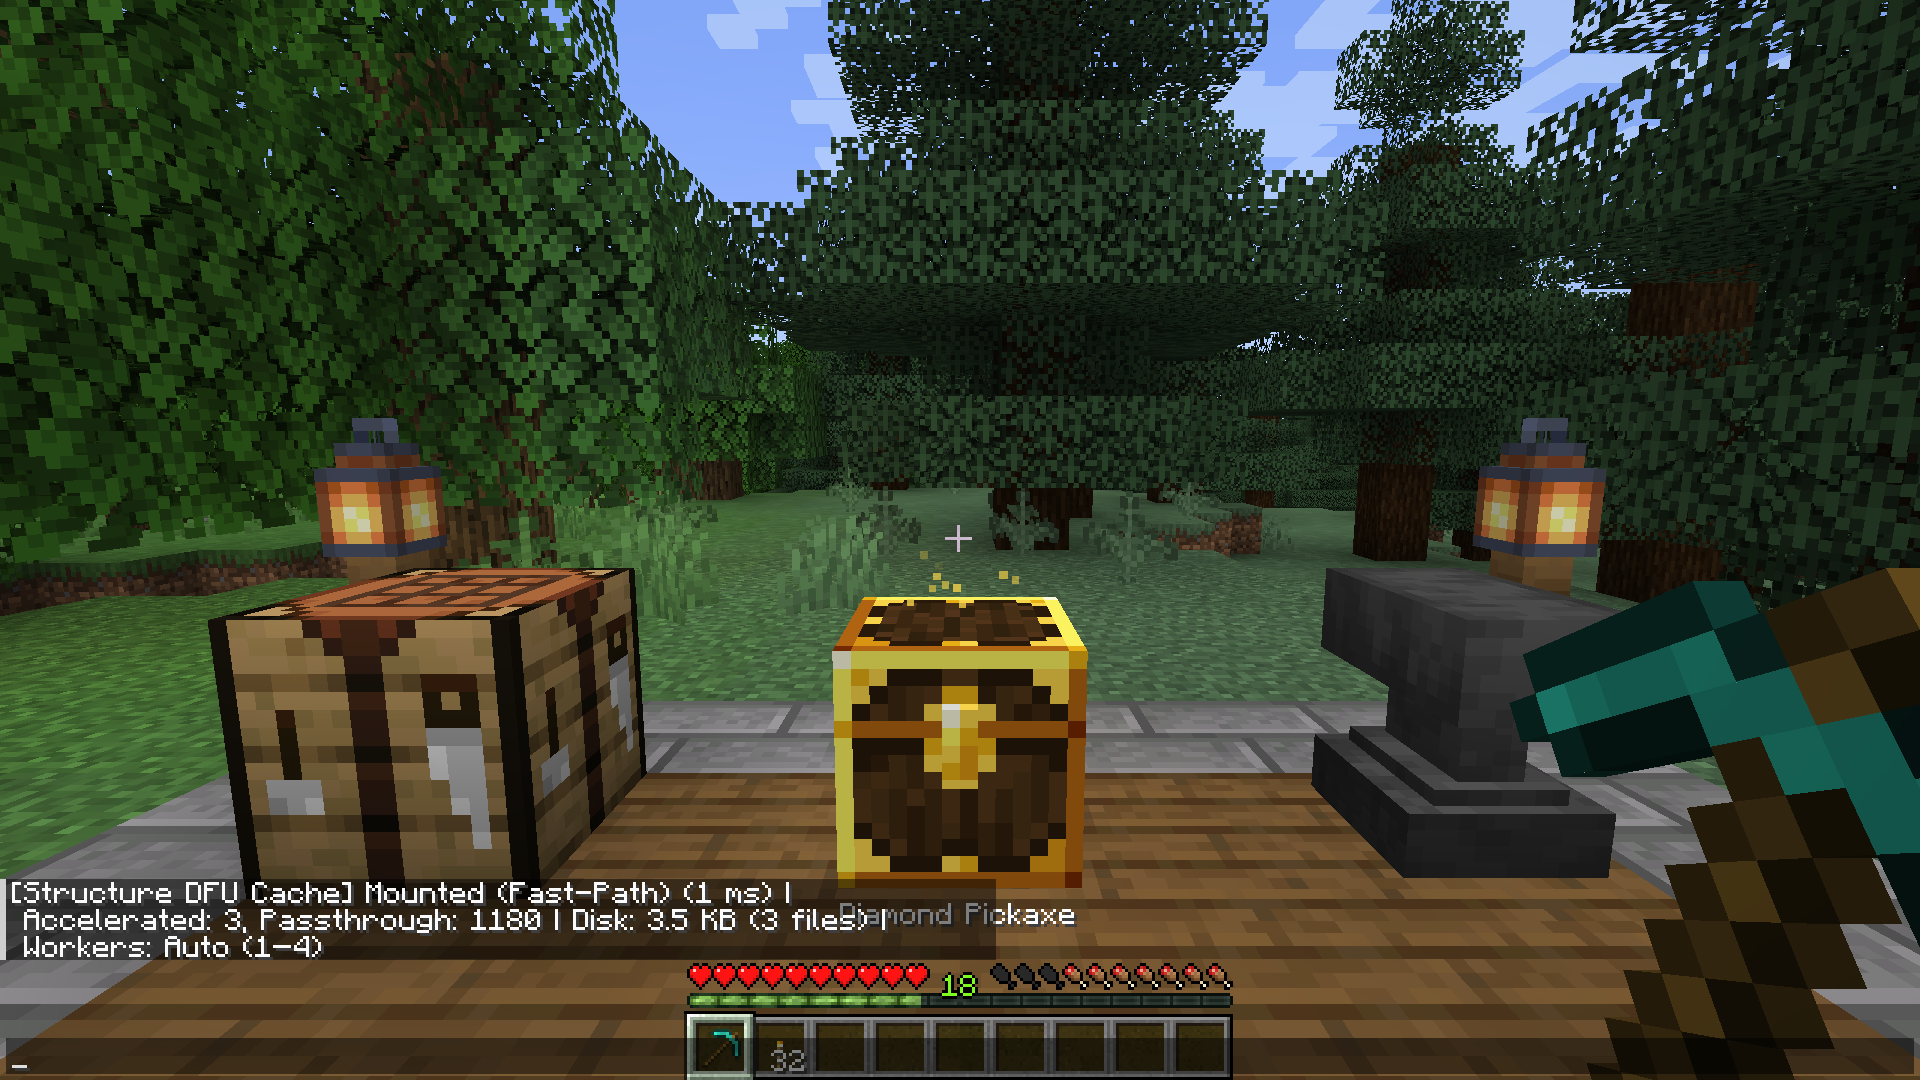 [Structure DFU Cache] Mounted (Fast-Path) (1 ms) |
Accelerated: 3, Passthrough: 1180 | Disk: 3.5 KB (3 files) |
Workers: Auto (1-4)
Diamond Pickaxe
18
32
_